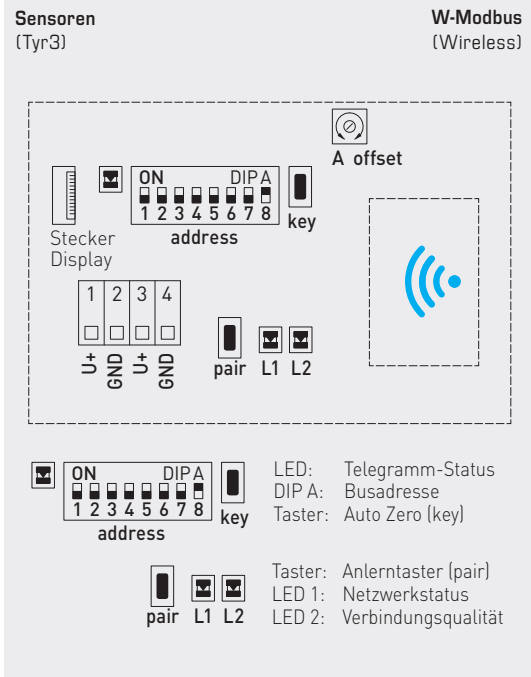 Sensoren W-Modbus
(Tyr3) (Wireless)
A offset
ON DIP A
1 2 3 4 5 6 7 8
key
address
Stecker
Display
1 2 3 4
U+ GND U+ GND
pair L1 L2
ON DIP A
1 2 3 4 5 6 7 8
key
address
LED: Telegramm-Status
DIP A: Busadresse
Taster: Auto Zero (key)
pair L1 L2
Taster: Anlerntaster (pair)
LED 1: Netzwerkstatus
LED 2: Verbindungsqualität